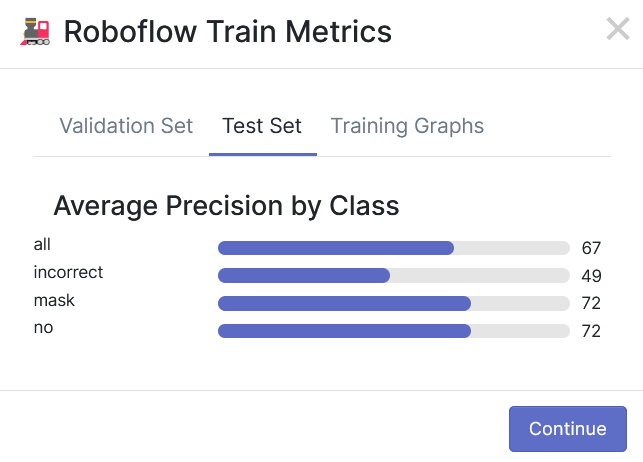 Roboflow Train Metrics
Validation Set Test Set Training Graphs
Average Precision by Class
all 67
incorrect 49
mask 72
no 72
Continue